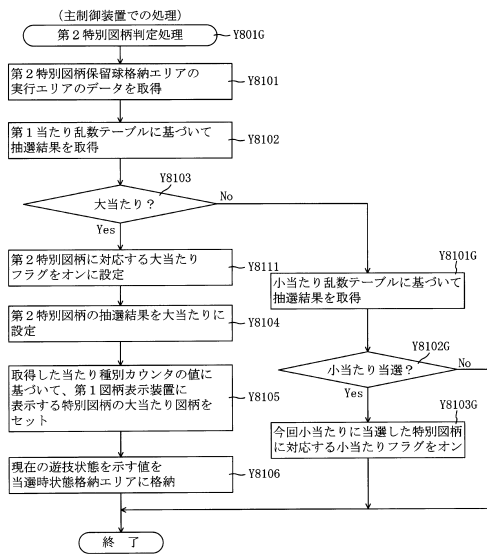 （主制御装置での処理）
第２特別図柄判定処理
Y801G
第２特別図柄保留球格納エリアの
実行エリアのデータを取得
Y8101
第１当たり乱数テーブルに基づいて
抽選結果を取得
Y8102
大当たり？
Y8103
No
Yes
第２特別図柄に対応する大当たり
フラグをオンに設定
Y8111
第２特別図柄の抽選結果を大当たりに
設定
Y8104
取得した当たり種別カウンタの値に
基づいて、第１図柄表示装置に
表示する特別図柄の大当たり図柄を
セット
Y8105
現在の遊技状態を示す値を
当選時状態格納エリアに格納
Y8106
小当たり乱数テーブルに基づいて
抽選結果を取得
Y8101G
小当たり当選？
Y8102G
No
Yes
今回小当たりに当選した特別図柄
に対応する小当たりフラグをオン
Y8103G
終 了